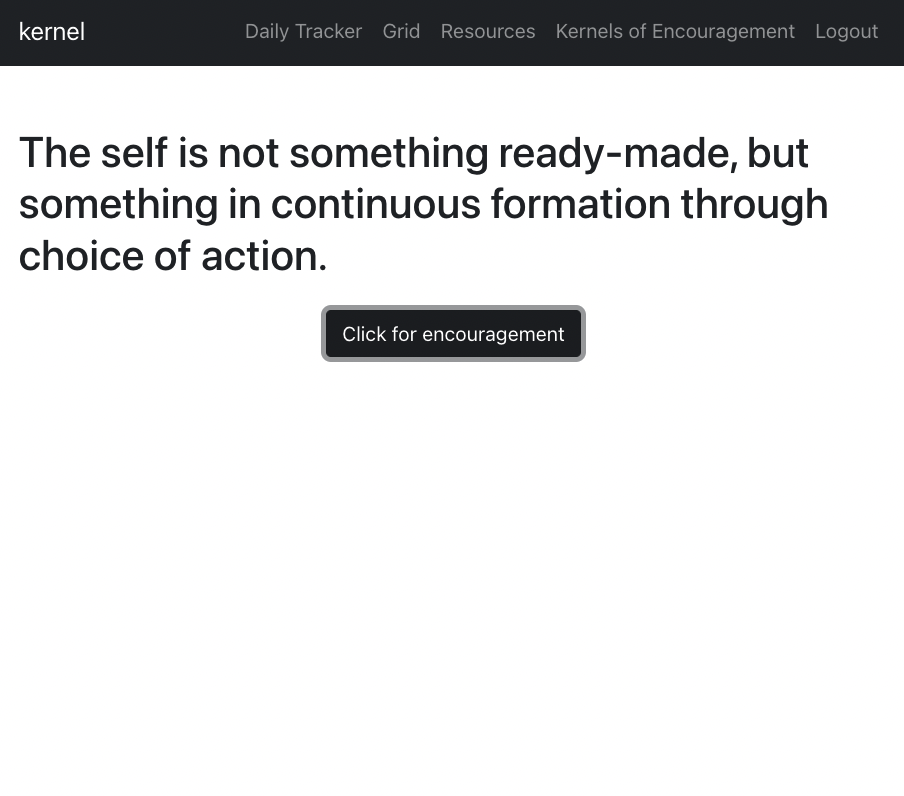 kernel Daily Tracker Grid Resources Kernels of Encouragement Logout
The self is not something ready-made, but
something in continuous formation through
choice of action.
Click for encouragement